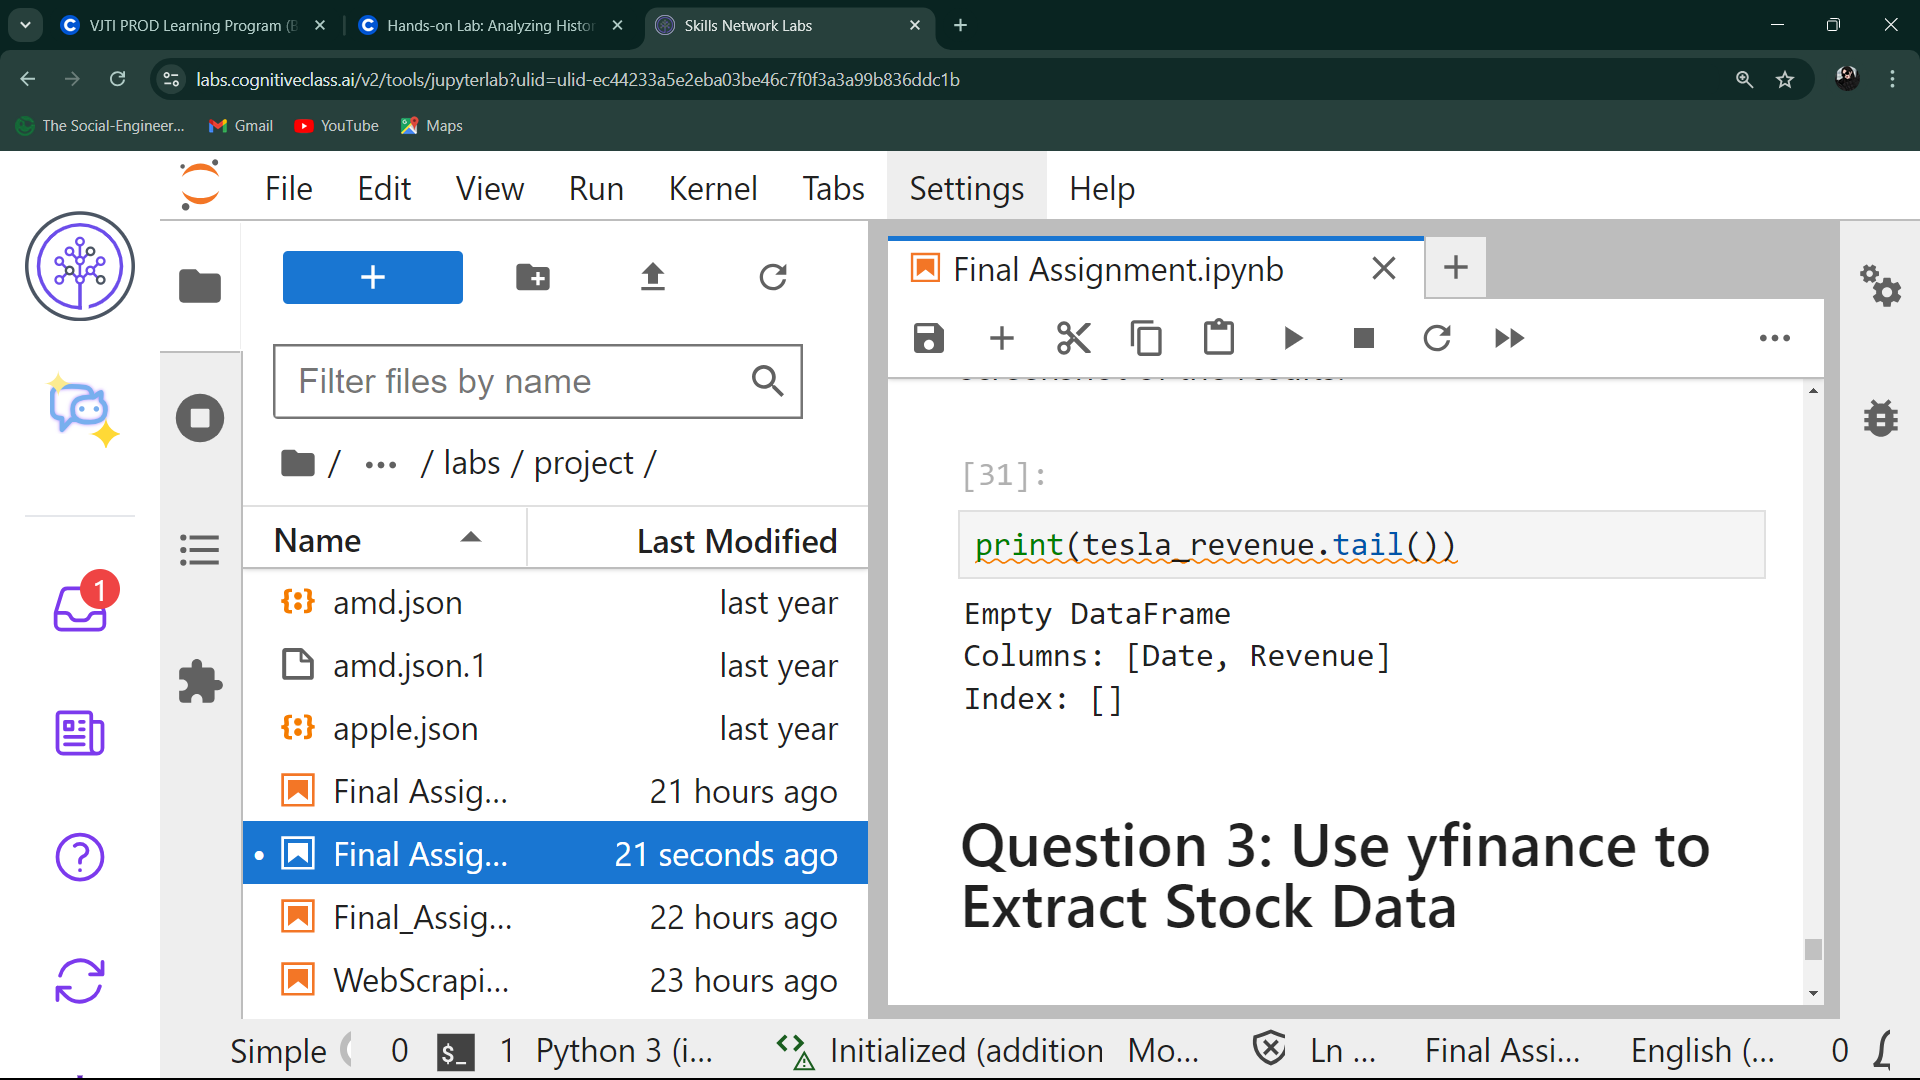 VJTI PROD Learning Program (B
Hands-on Lab: Analyzing Histor
Skills Network Labs
labs.cognitiveclass.ai/v2/tools/jupyterlab?ulid=ulid-ec44233a5e2eba03be46c7f0f3a3a99b836ddc1b
The Social-Engineer...
Gmail
YouTube
Maps
File
Edit
View
Run
Kernel
Tabs
Settings
Help
Final Assignment.ipynb
Filter files by name
/ ... / labs / project /
Name
Last Modified
amd.json last year
amd.json.1 last year
apple.json last year
Final Assig... 21 hours ago
Final Assig... 21 seconds ago
Final_Assig... 22 hours ago
WebScrapi... 23 hours ago
1
screenshot of the results.
[31]:
print(tesla_revenue.tail())
Empty DataFrame
Columns: [Date, Revenue]
Index: []
Question 3: Use yfinance to
Extract Stock Data
Simple
0
$_
1
Python 3 (i...
Initialized (addition
Mo...
Ln ...
Final Assi...
English (...
0